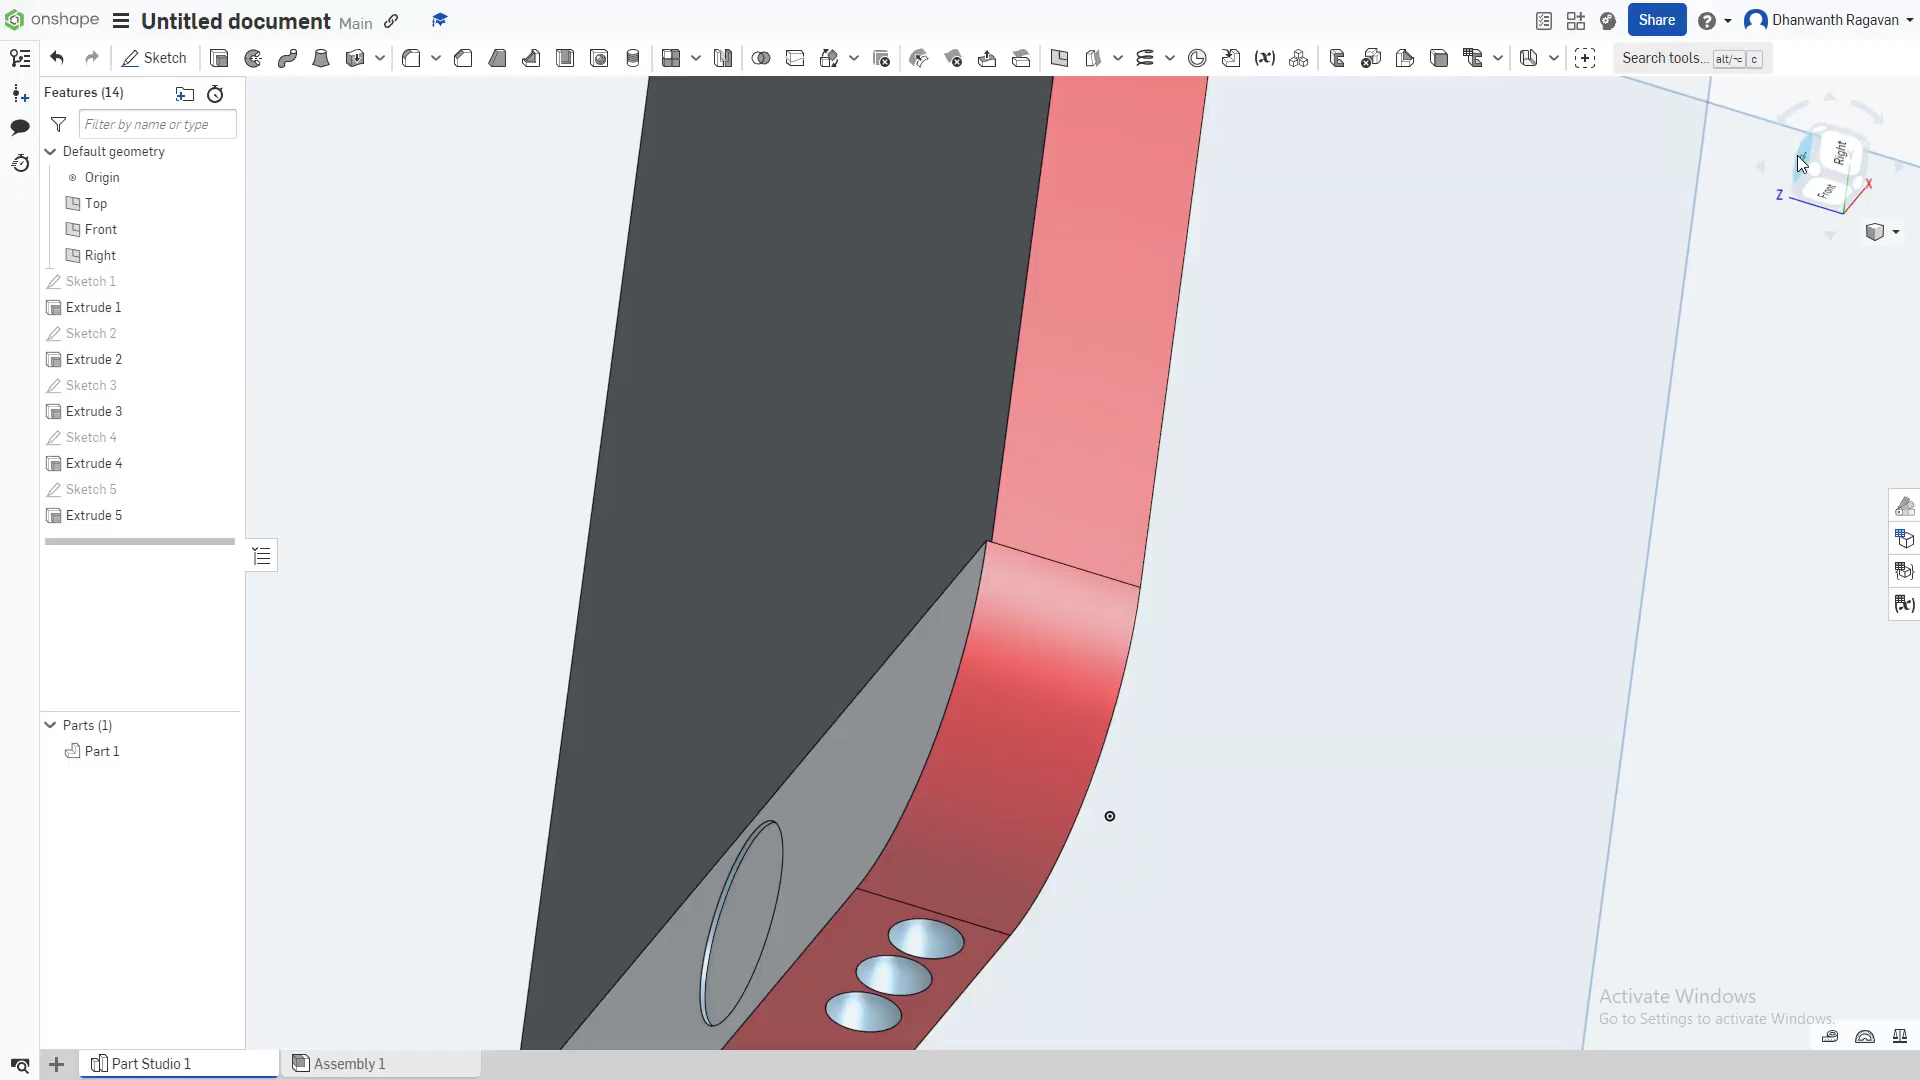 onshape Untitled document Main Share Dhanwanth Ragavan
Sketch Search tools... alt/⌥ c
Features (14)
Filter by name or type
Default geometry
Origin
Top
Front
Right
Sketch 1
Extrude 1
Sketch 2
Extrude 2
Sketch 3
Extrude 3
Sketch 4
Extrude 4
Sketch 5
Extrude 5
Parts (1)
Part 1
Right
Front
Z
X
Activate Windows
Go to Settings to activate Windows.
Part Studio 1
Assembly 1